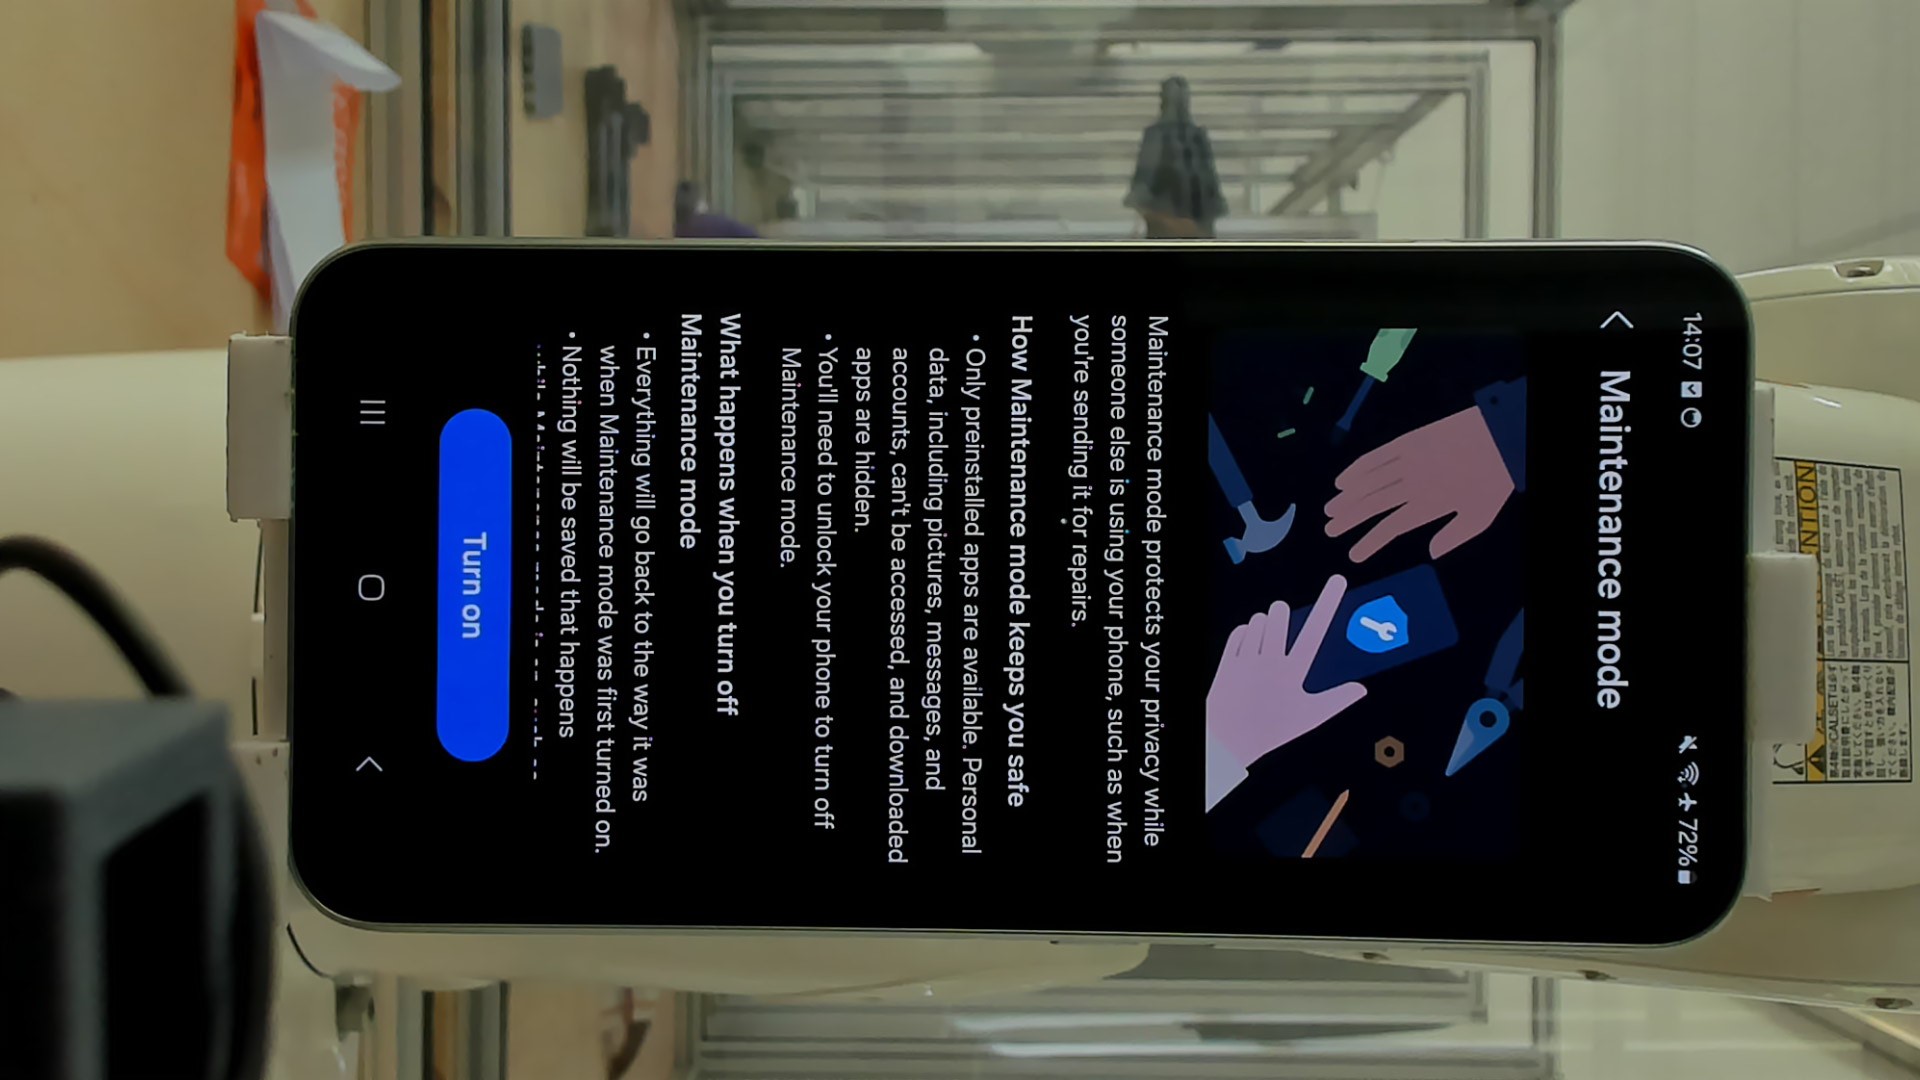 14:07 72%
Maintenance mode
Maintenance mode protects your privacy while
someone else is using your phone, such as when
you're sending it for repairs.
How Maintenance mode keeps you safe
• Only preinstalled apps are available. Personal
data, including pictures, messages, and
accounts, can't be accessed, and downloaded
apps are hidden.
• You'll need to unlock your phone to turn off
Maintenance mode.
What happens when you turn off
Maintenance mode
• Everything will go back to the way it was
when Maintenance mode was first turned on.
• Nothing will be saved that happens
Turn on
NTION